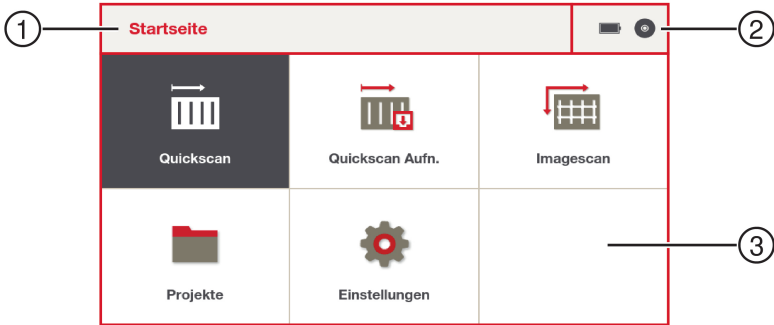 1
Startseite
2
Quickscan
Quickscan Aufn.
Imagescan
Projekte
Einstellungen
3